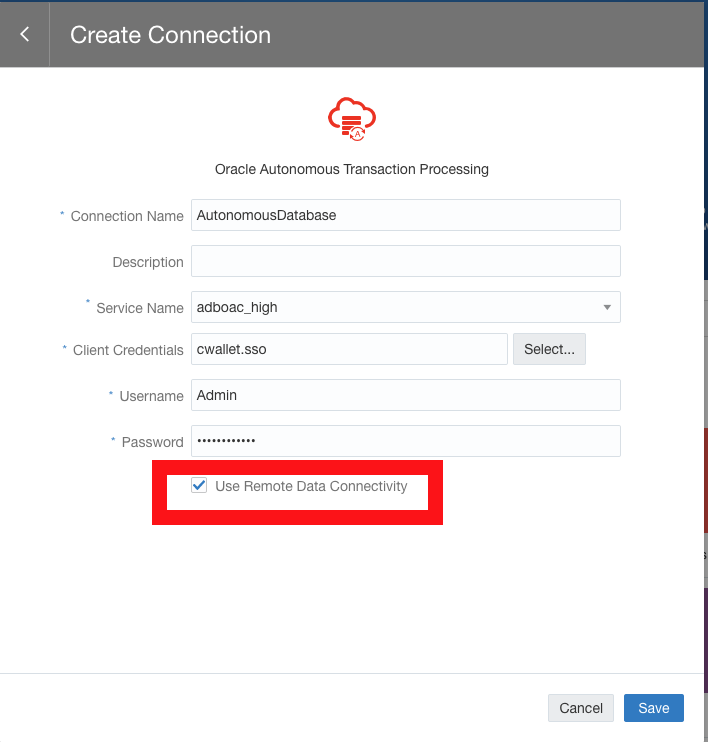 Create Connection
A
Oracle Autonomous Transaction Processing
* Connection Name AutonomousDatabase
Description
* Service Name adboac_high
* Client Credentials cwallet.sso Select...
* Username Admin
* Password ••••••••••••
Use Remote Data Connectivity
Cancel Save